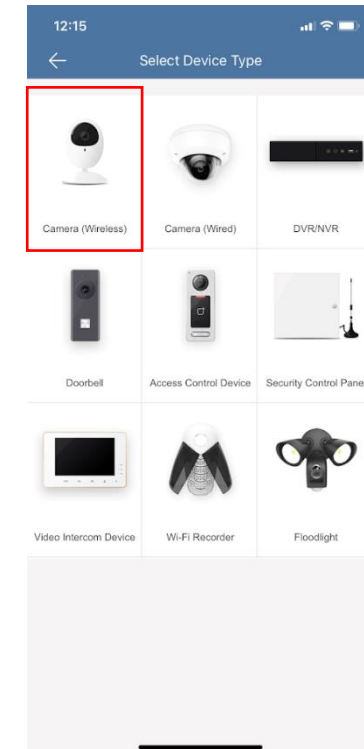 12:15
Select Device Type
Camera (Wireless)
Camera (Wired)
DVR/NVR
Doorbell
Access Control Device
Security Control Pane
Video Intercom Device
Wi-Fi Recorder
Floodlight